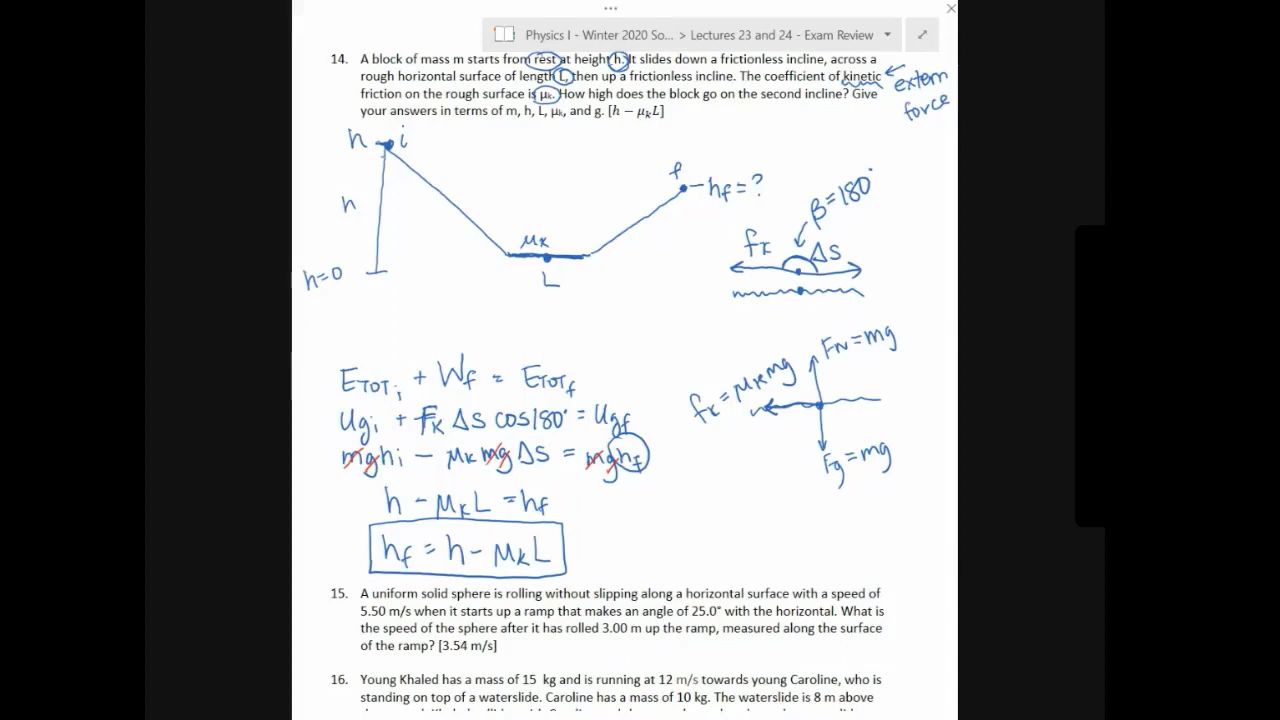 Physics I - Winter 2020 So... > Lectures 23 and 24 - Exam Review
14. A block of mass m starts from rest at height h. It slides down a frictionless incline, across a
rough horizontal surface of length L, then up a frictionless incline. The coefficient of kinetic
friction on the rough surface is μₖ. How high does the block go on the second incline? Give
your answers in terms of m, h, L, μₖ, and g. [h − μₖL]
extern
force
h i
h
h=0
μₖ
L
f
hf = ?
β=180°
fₖ ΔS
E_TOTi + Wf = E_TOTf
Ugi + Fₖ ΔS cos180° = Ugf
mghi − μₖmgΔS = mghf
h − μₖL = hf
hf = h − μₖL
FN=mg
fₖ=μₖmg
Fg=mg
15. A uniform solid sphere is rolling without slipping along a horizontal surface with a speed of
5.50 m/s when it starts up a ramp that makes an angle of 25.0° with the horizontal. What is
the speed of the sphere after it has rolled 3.00 m up the ramp, measured along the surface
of the ramp? [3.54 m/s]
16. Young Khaled has a mass of 15 kg and is running at 12 m/s towards young Caroline, who is
standing on top of a waterslide. Caroline has a mass of 10 kg. The waterslide is 8 m above